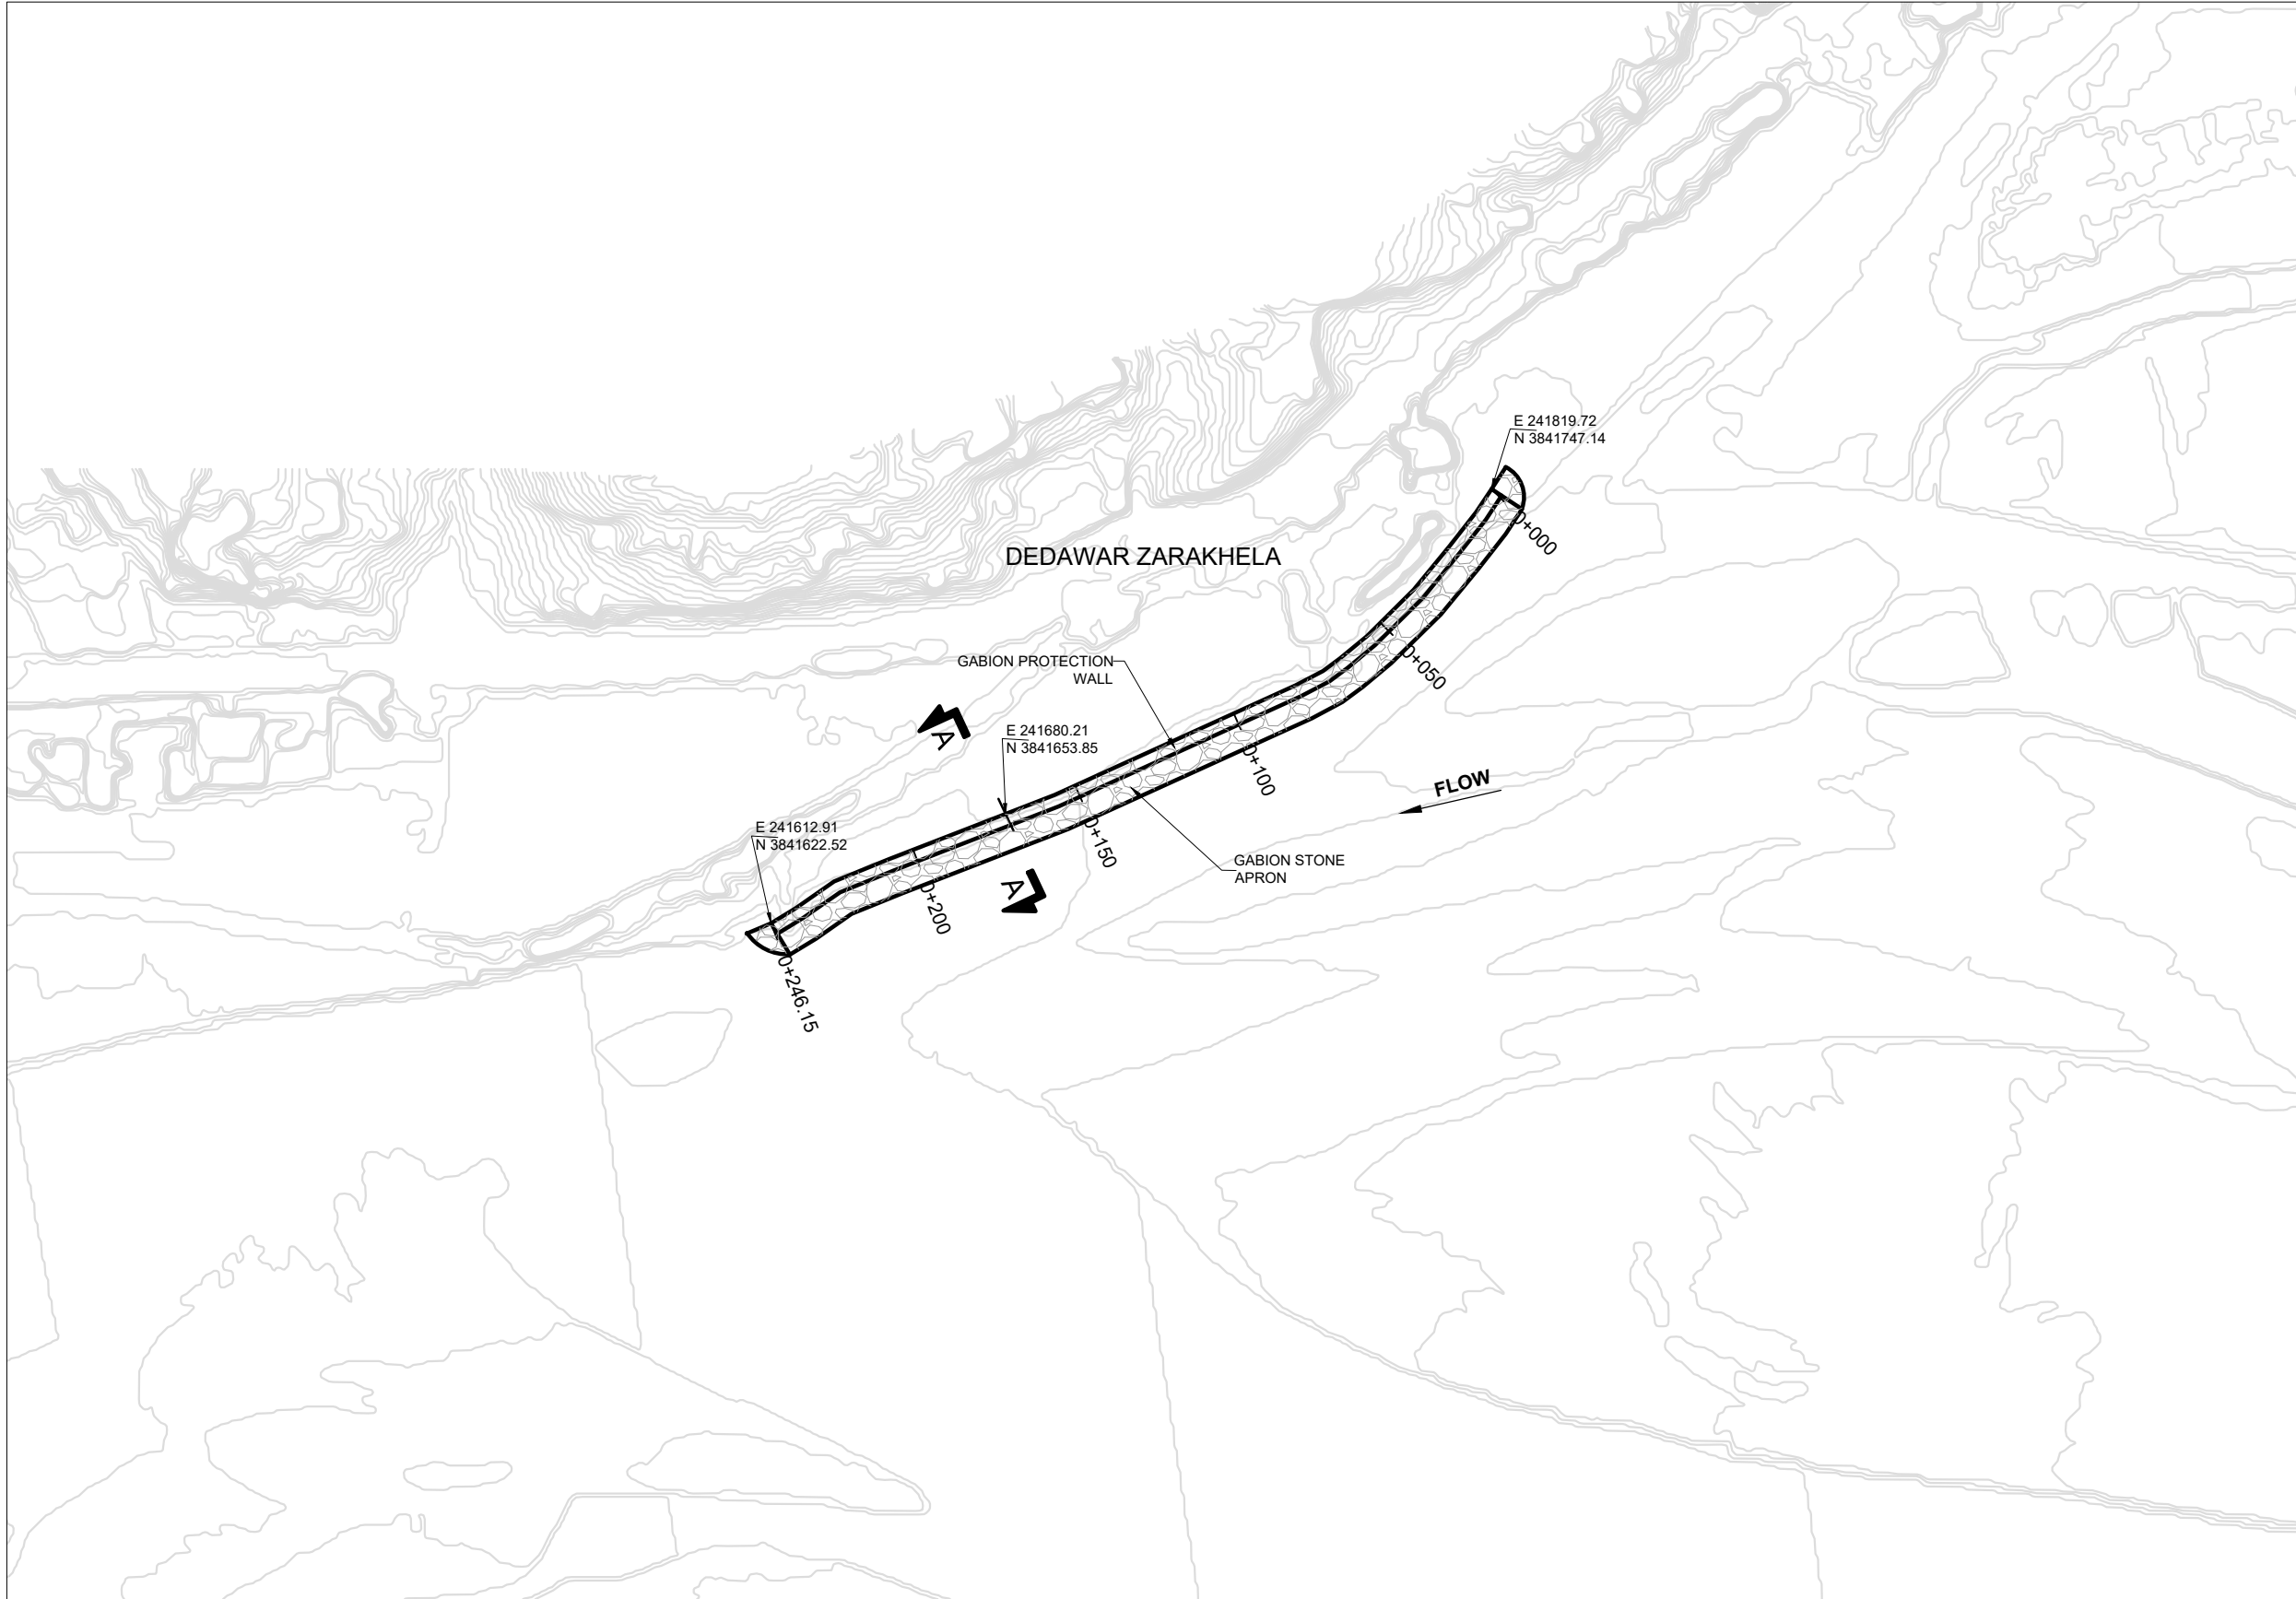 E 241819.72
N 3841747.14
0+000
DEDAWAR ZARAKHELA
GABION PROTECTION
WALL
0+050
A
E 241680.21
N 3841653.85
0+100
FLOW
E 241612.91
N 3841622.52
0+150
GABION STONE
APRON
A
0+200
0+246.15